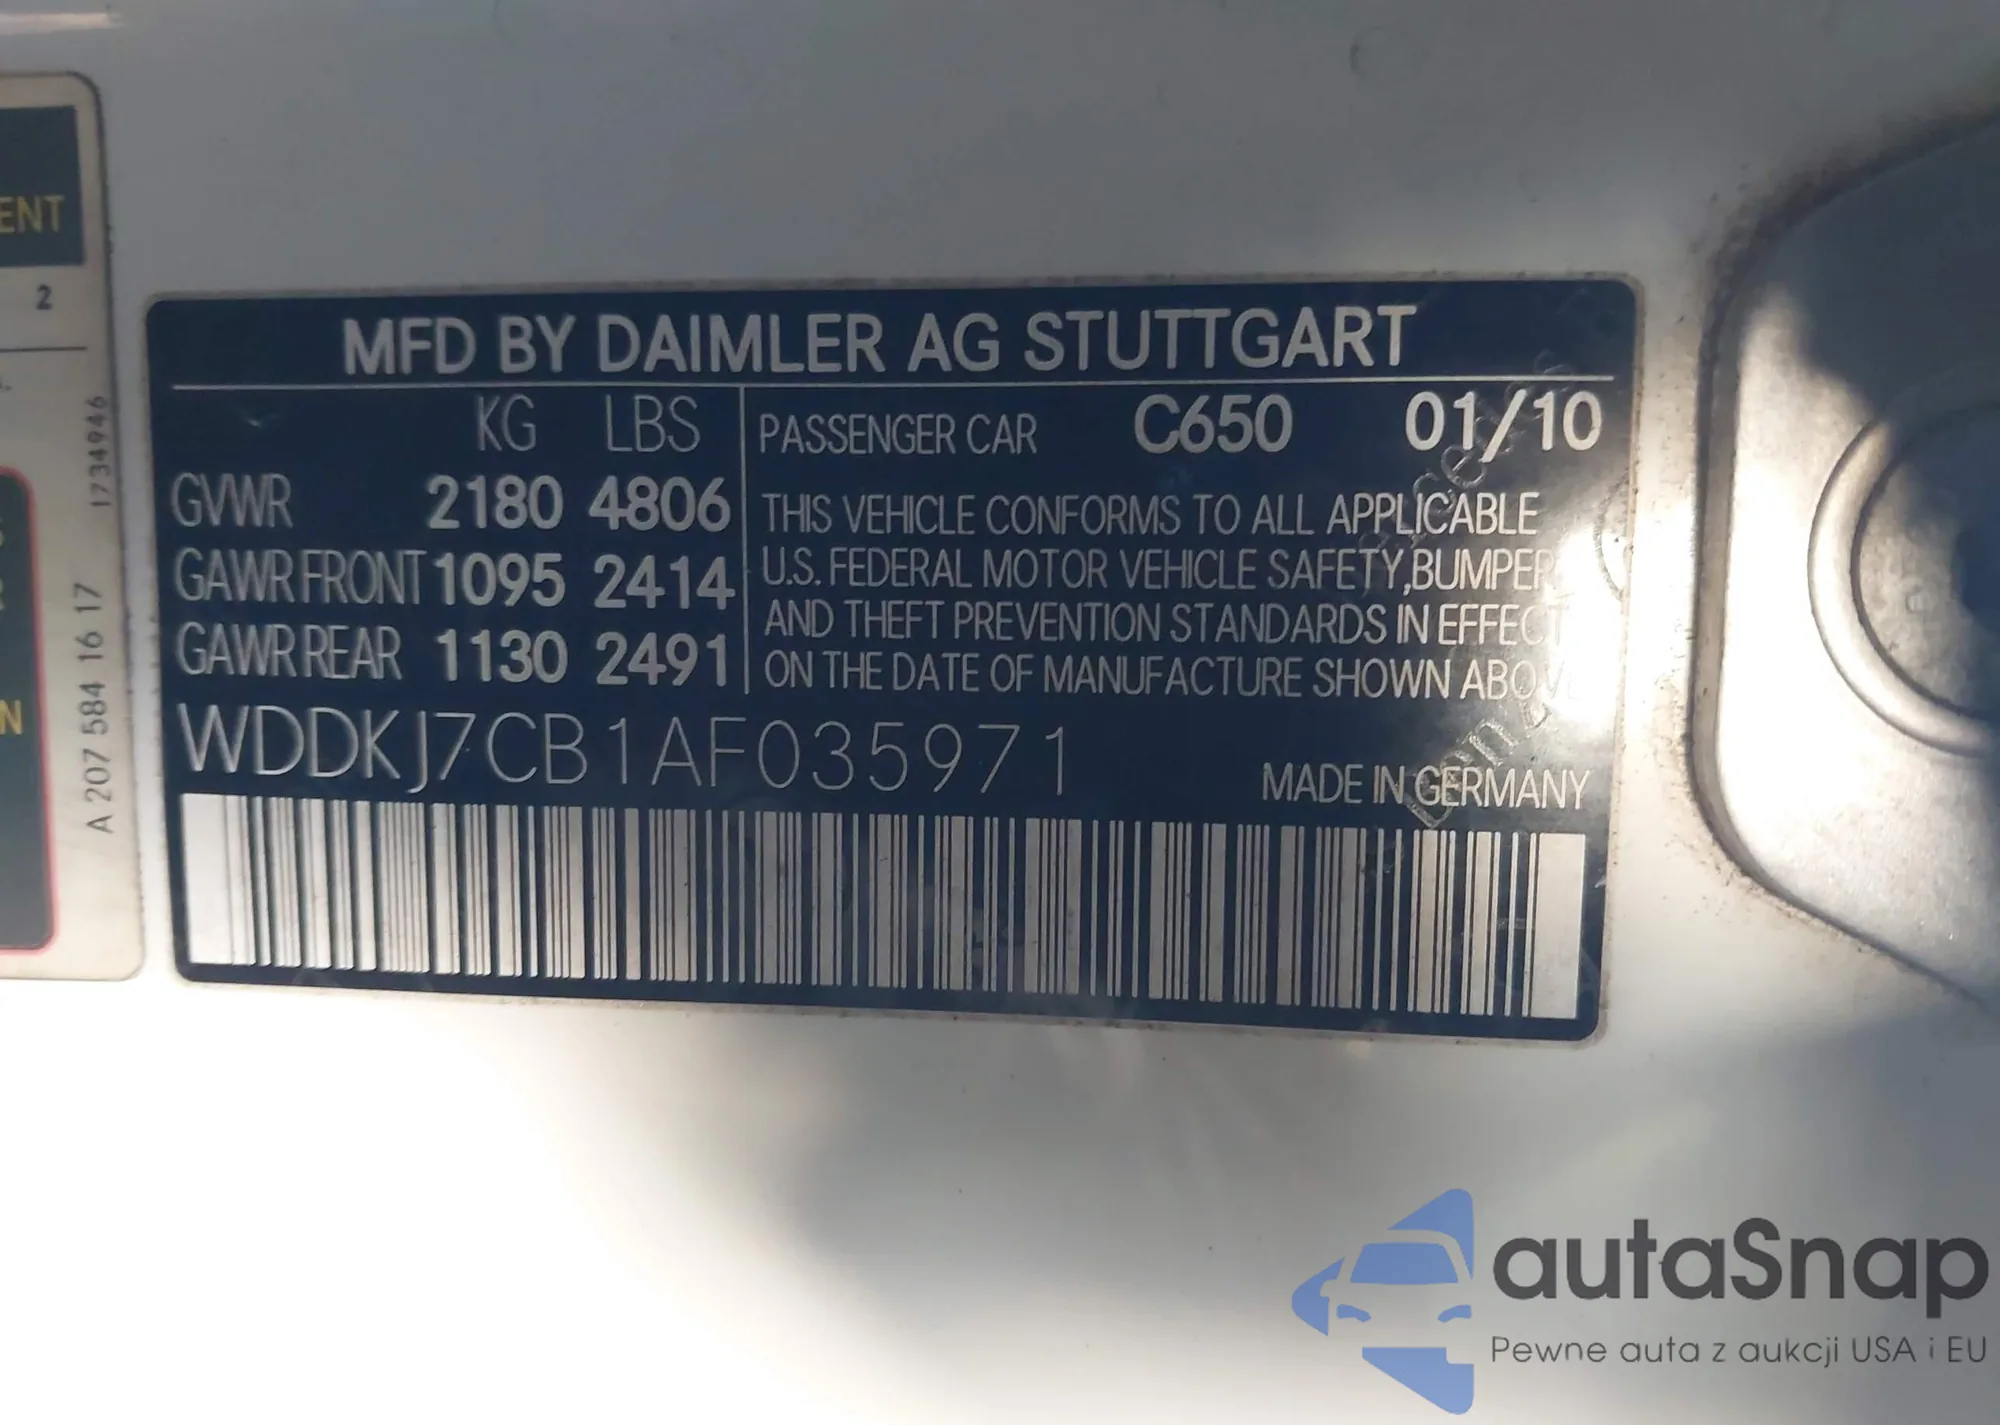 ENT
2
1734946
A 207 584 16 17
N
MFD BY DAIMLER AG STUTTGART
KG LBS
GVWR 2180 4806
GAWR FRONT 1095 2414
GAWR REAR 1130 2491
PASSENGER CAR C650 01/10
THIS VEHICLE CONFORMS TO ALL APPLICABLE
U.S. FEDERAL MOTOR VEHICLE SAFETY, BUMPER
AND THEFT PREVENTION STANDARDS IN EFFECT
ON THE DATE OF MANUFACTURE SHOWN ABOVE
WDDKJ7CB1AF035971
MADE IN GERMANY
autaSnap
Pewne auta z aukcji USA i EU